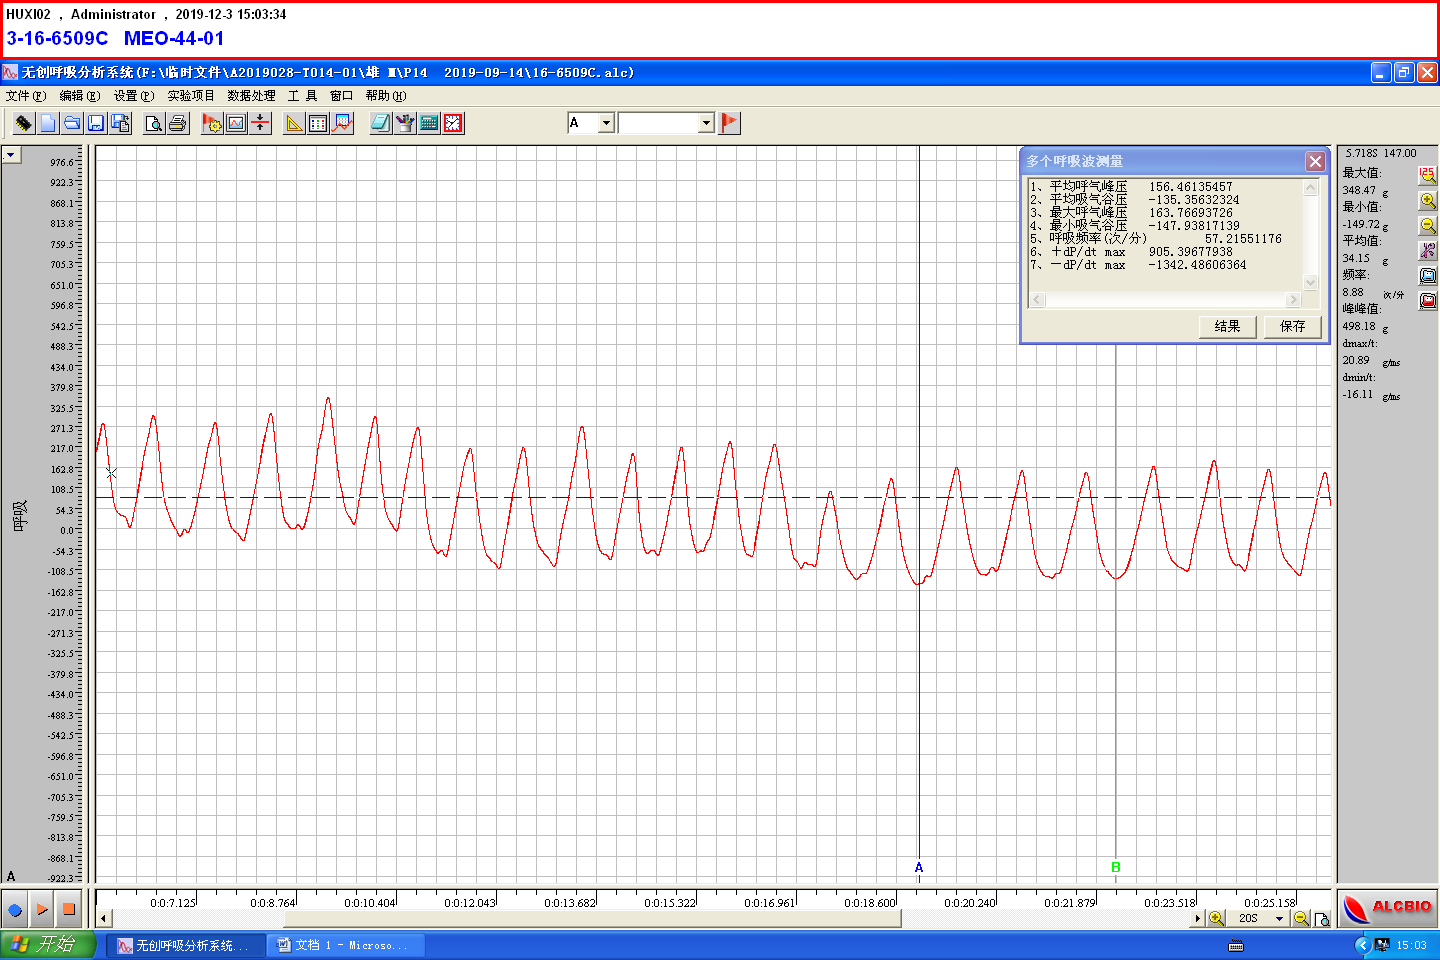 HUXI02 , Administrator , 2019-12-3 15:03:34
3-16-6509C MEO-44-01
无创呼吸分析系统(F:\临时文件\A2019028-T014-01\雄 M\P14 2019-09-14\16-6509C.alc)
文件(F) 编辑(E) 设置(P) 实验项目 数据处理 工 具 窗口 帮助(H)
A
976.6
922.3
868.1
813.8
759.5
705.3
651.0
596.8
542.5
488.3
434.0
379.8
325.5
271.3
217.0
162.8
108.5
54.3
0.0
-54.3
-108.5
-162.8
-217.0
-271.3
-325.5
-379.8
-434.0
-488.3
-542.5
-596.8
-651.0
-705.3
-759.5
-813.8
-868.1
-922.3
呼吸
A
多个呼吸波测量
1、平均呼气峰压 156.46135457
2、平均吸气谷压 -135.35632324
3、最大呼气峰压 163.76693726
4、最小吸气谷压 -147.93817139
5、呼吸频率(次/分) 57.21551176
6、＋dP/dt max 905.39677938
7、－dP/dt max -1342.48606364
结果 保存
A
B
5.718S 147.00
最大值:
348.47 g
最小值:
-149.72 g
平均值:
34.15 g
频率:
8.88 次/分
峰峰值:
498.18 g
dmax/t:
20.89 g/ms
dmin/t:
-16.11 g/ms
125
0:0:7.125 0:0:8.764 0:0:10.404 0:0:12.043 0:0:13.682 0:0:15.322 0:0:16.961 0:0:18.600 0:0:20.240 0:0:21.879 0:0:23.518 0:0:25.158
20S
ALCBIO
开始 无创呼吸分析系统... 文档 1 - Microso... 15:03